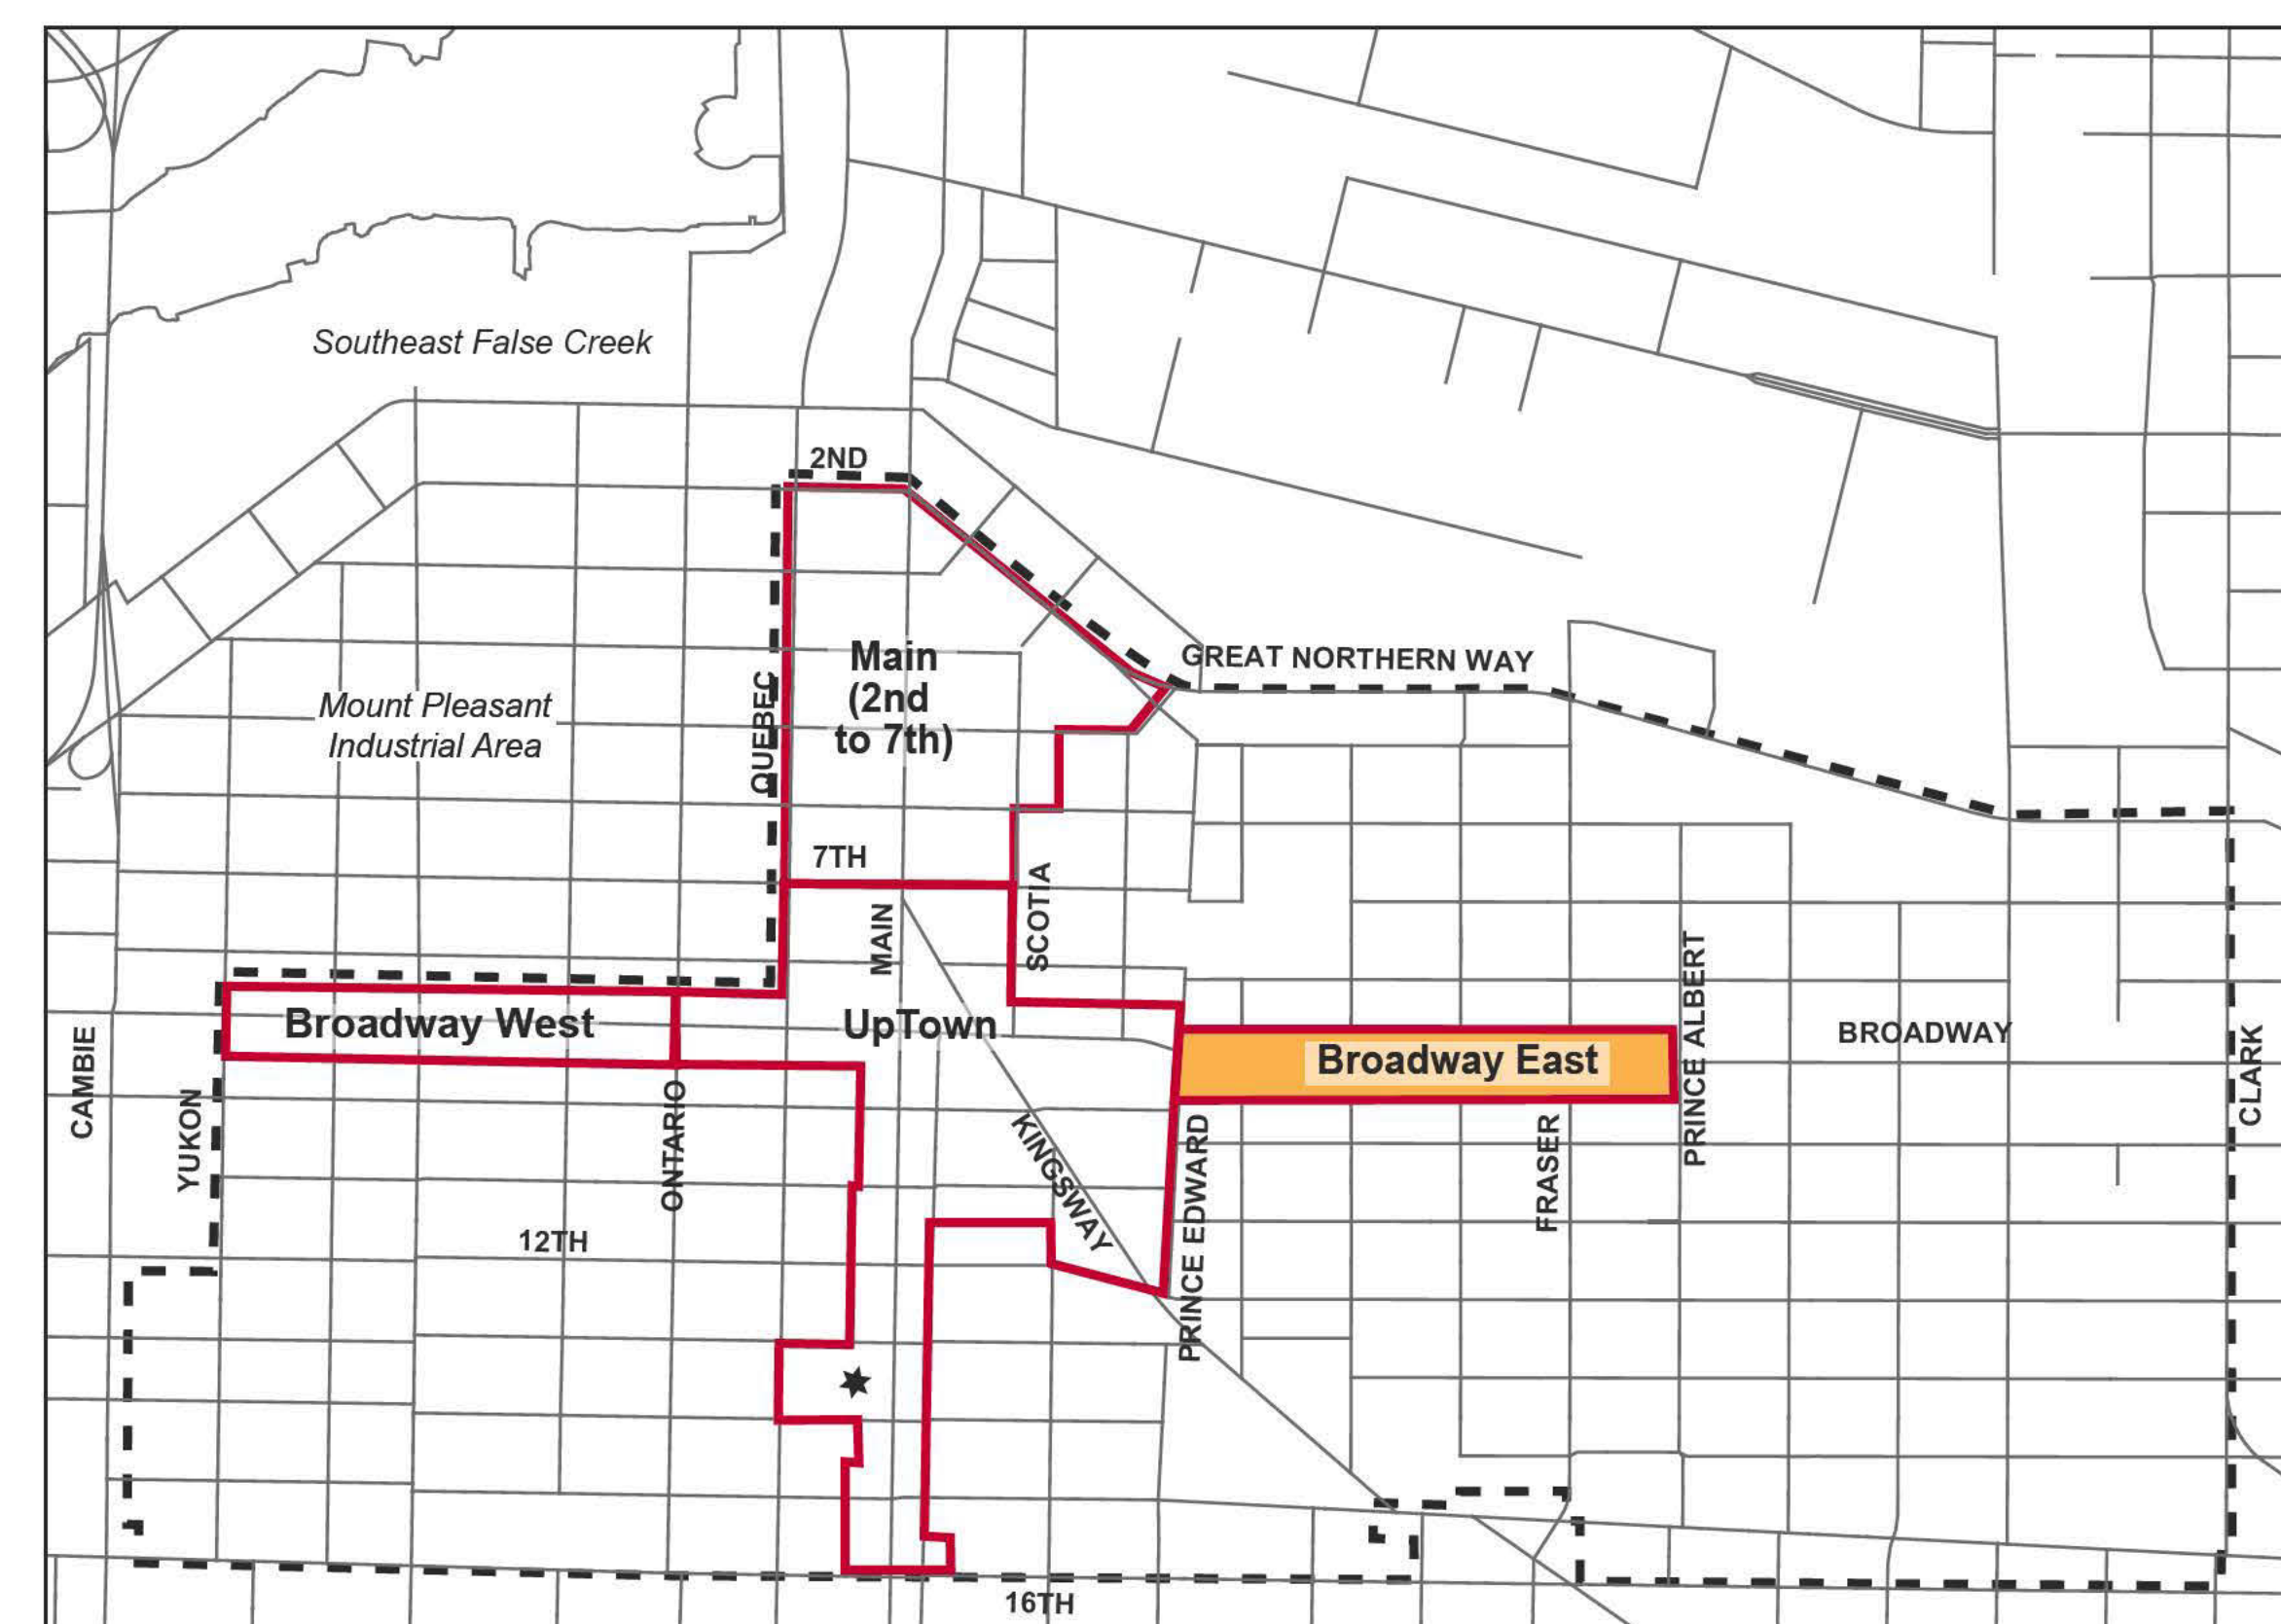 Southeast False Creek
2ND
GREAT NORTHERN WAY
Main
(2nd
to 7th)
Mount Pleasant
Industrial Area
QUEBEC
7TH
MAIN
SCOTIA
PRINCE ALBERT
Broadway West
UpTown
BROADWAY
Broadway East
CAMBIE
YUKON
ONTARIO
KINGSWAY
PRINCE EDWARD
FRASER
CLARK
12TH
16TH